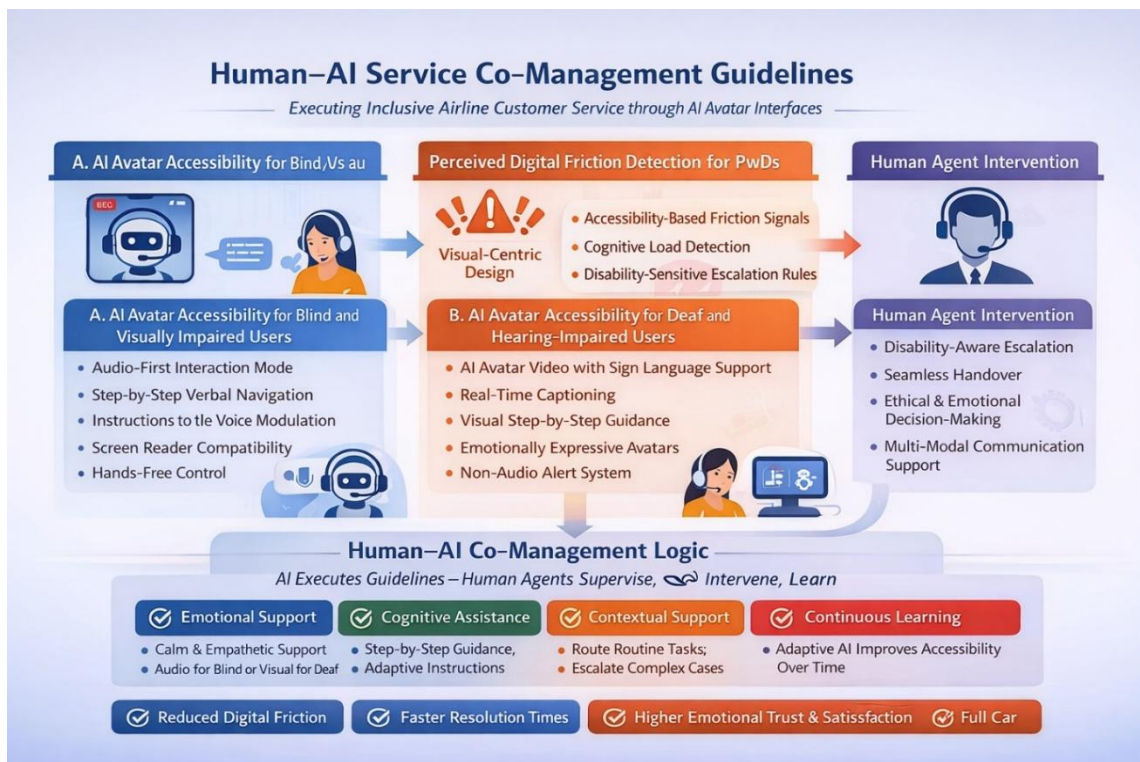 Human–AI Service Co-Management Guidelines
Executing Inclusive Airline Customer Service through AI Avatar Interfaces
A. AI Avatar Accessibility for Bind,Vs au
BEC
Perceived Digital Friction Detection for PwDs
Visual-Centric
Design
• Accessibility-Based Friction Signals
• Cognitive Load Detection
• Disability-Sensitive Escalation Rules
Human Agent Intervention
A. AI Avatar Accessibility for Blind and
Visually Impaired Users
• Audio-First Interaction Mode
• Step-by-Step Verbal Navigation
• Instructions to tle Voice Modulation
• Screen Reader Compatibility
• Hands-Free Control
B. AI Avatar Accessibility for Deaf and
Hearing-Impaired Users
• AI Avatar Video with Sign Language Support
• Real-Time Captioning
• Visual Step-by-Step Guidance
• Emotionally Expressive Avatars
• Non-Audio Alert System
Human Agent Intervention
• Disability-Aware Escalation
• Seamless Handover
• Ethical & Emotional
Decision-Making
• Multi-Modal Communication
Support
Human–AI Co-Management Logic
AI Executes Guidelines – Human Agents Supervise, Intervene, Learn
Emotional Support
• Calm & Empathetic Support
• Audio for Blind or Visual for Deaf
Cognitive Assistance
• Step-by-Step Guidance,
• Adaptive Instructions
Contextual Support
• Route Routine Tasks;
• Escalate Complex Cases
Continuous Learning
• Adaptive AI Improves Accessibility
Over Time
Reduced Digital Friction
Faster Resolution Times
Higher Emotional Trust & Satissfaction
Full Car